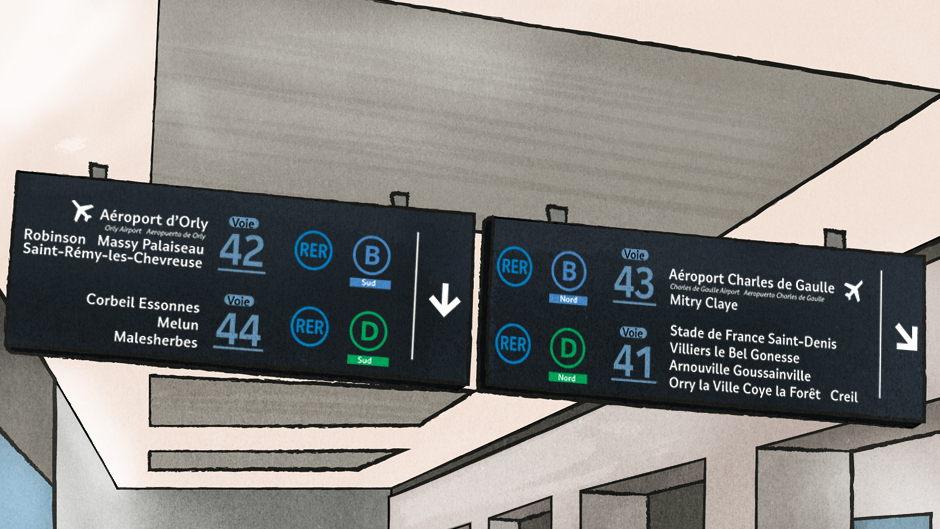 Aéroport d'Orly
Orly Airport Aeropuerto de Orly
Robinson Massy Palaiseau
Saint-Rémy-les-Chevreuse
Voie
42
RER
B
Sud
Corbeil Essonnes
Melun
Malesherbes
Voie
44
RER
D
Sud
RER
B
Nord
Voie
43
Aéroport Charles de Gaulle
Charles de Gaulle Airport Aeropuerto Charles de Gaulle
Mitry Claye
RER
D
Nord
Voie
41
Stade de France Saint-Denis
Villiers le Bel Gonesse
Arnouville Goussainville
Orry la Ville Coye la Forêt Creil